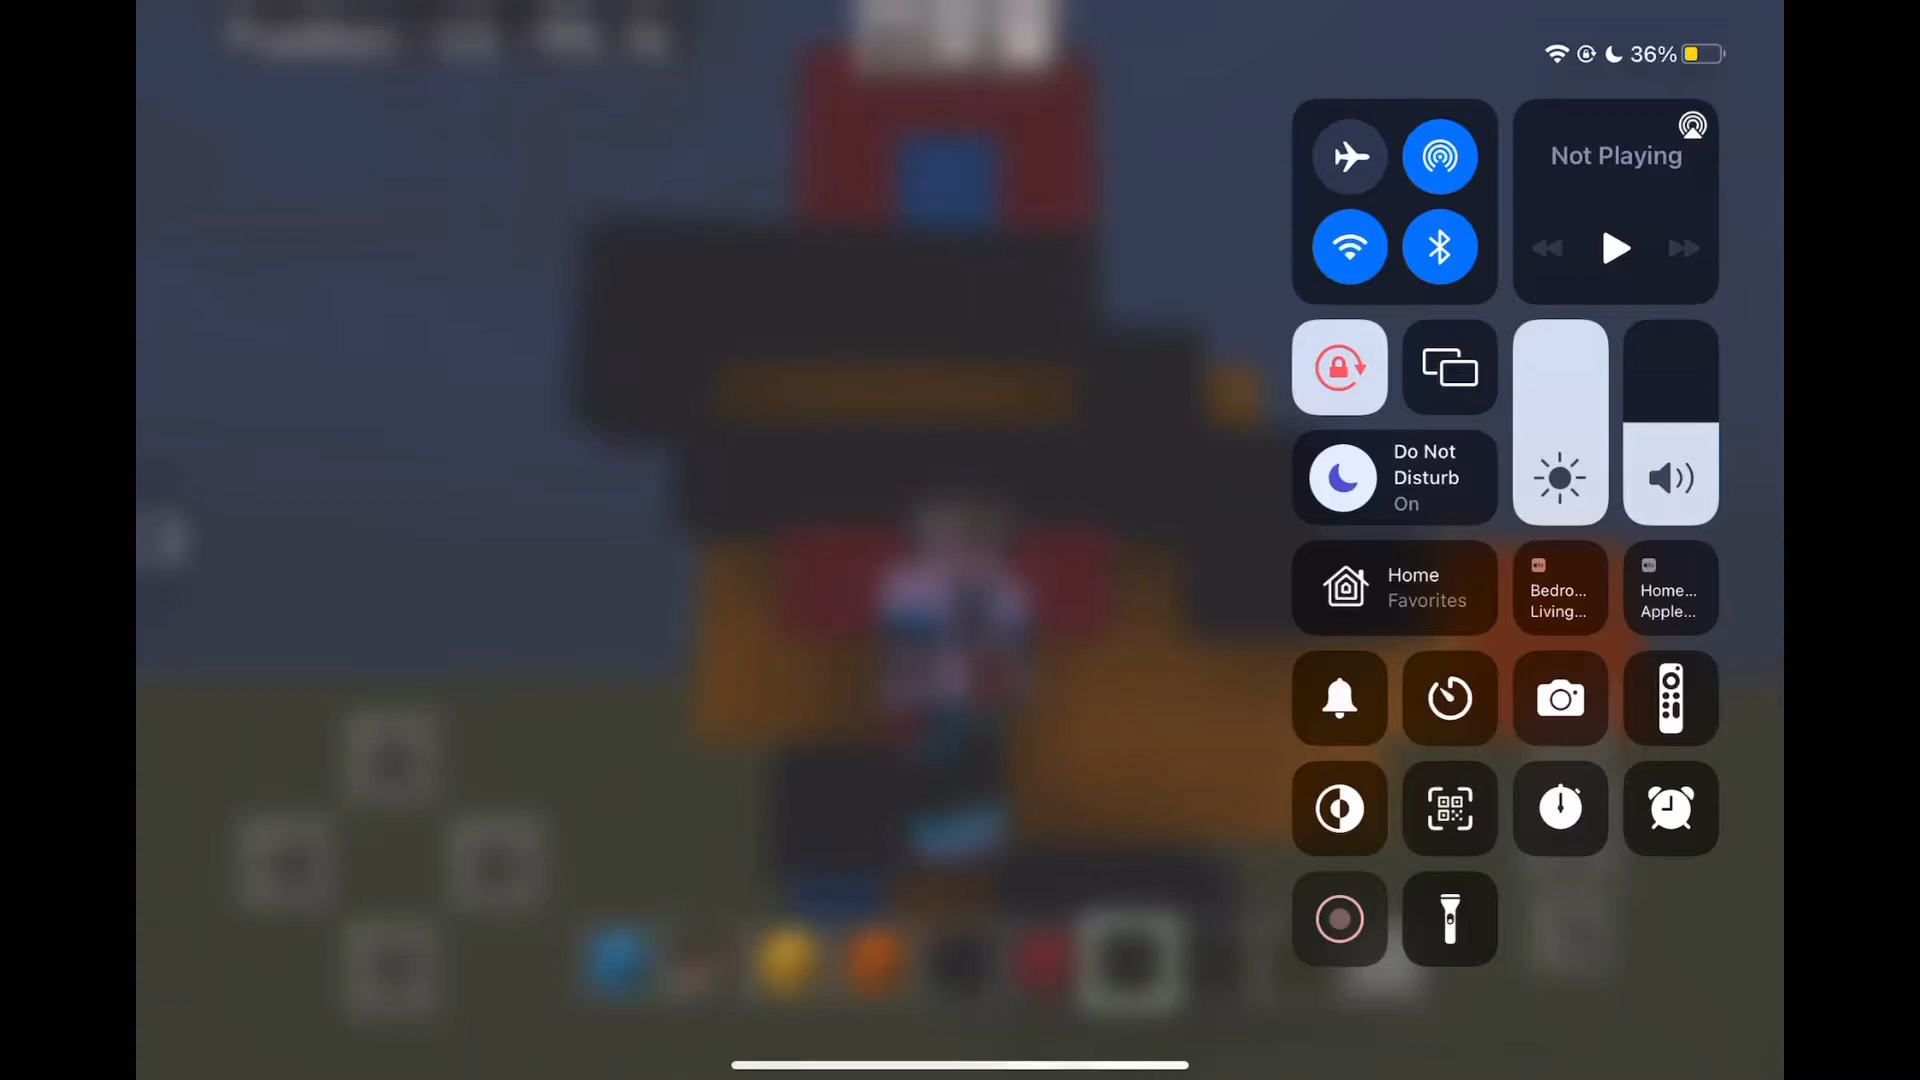 36%
Not Playing
Do Not
Disturb
On
Home
Favorites
Bedro...
Living...
Home...
Apple...